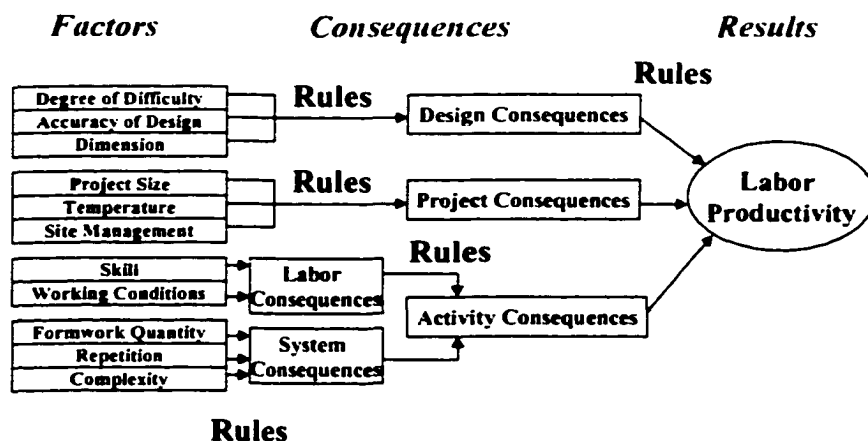 Factors Consequences Results
Rules
Degree of Difficulty
Accuracy of Design
Dimension
Rules
Design Consequences
Project Size
Temperature
Site Management
Rules
Project Consequences
Labor
Productivity
Skill
Working Conditions
Labor
Consequences
Rules
Activity Consequences
Formwork Quantity
Repetition
Complexity
System
Consequences
Rules